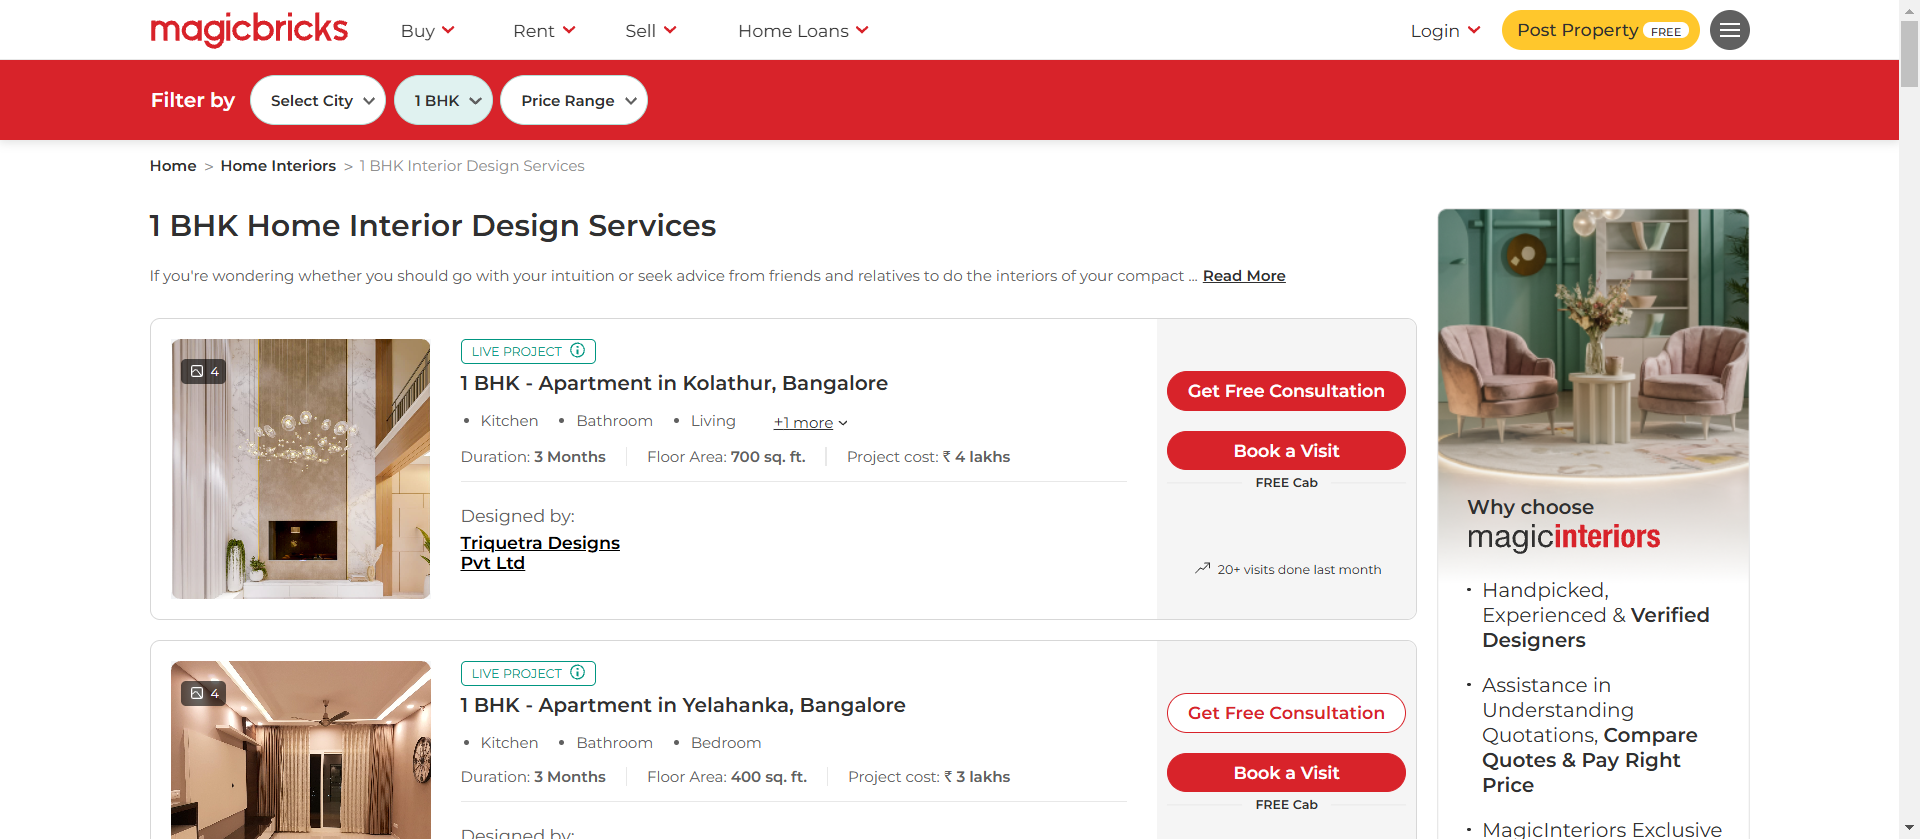 magicbricks
Buy
Rent
Sell
Home Loans
Login
Post Property FREE
Filter by
Select City
1 BHK
Price Range
Home > Home Interiors > 1 BHK Interior Design Services
1 BHK Home Interior Design Services
If you're wondering whether you should go with your intuition or seek advice from friends and relatives to do the interiors of your compact ... Read More
4
LIVE PROJECT
1 BHK - Apartment in Kolathur, Bangalore
• Kitchen • Bathroom • Living +1 more
Duration: 3 Months Floor Area: 700 sq. ft. Project cost: ₹ 4 lakhs
Designed by:
Triquetra Designs
Pvt Ltd
Get Free Consultation
Book a Visit
FREE Cab
20+ visits done last month
4
LIVE PROJECT
1 BHK - Apartment in Yelahanka, Bangalore
• Kitchen • Bathroom • Bedroom
Duration: 3 Months Floor Area: 400 sq. ft. Project cost: ₹ 3 lakhs
Designed by:
Get Free Consultation
Book a Visit
FREE Cab
Why choose
magicinteriors
• Handpicked,
Experienced & Verified
Designers
• Assistance in
Understanding
Quotations, Compare
Quotes & Pay Right
Price
• MagicInteriors Exclusive